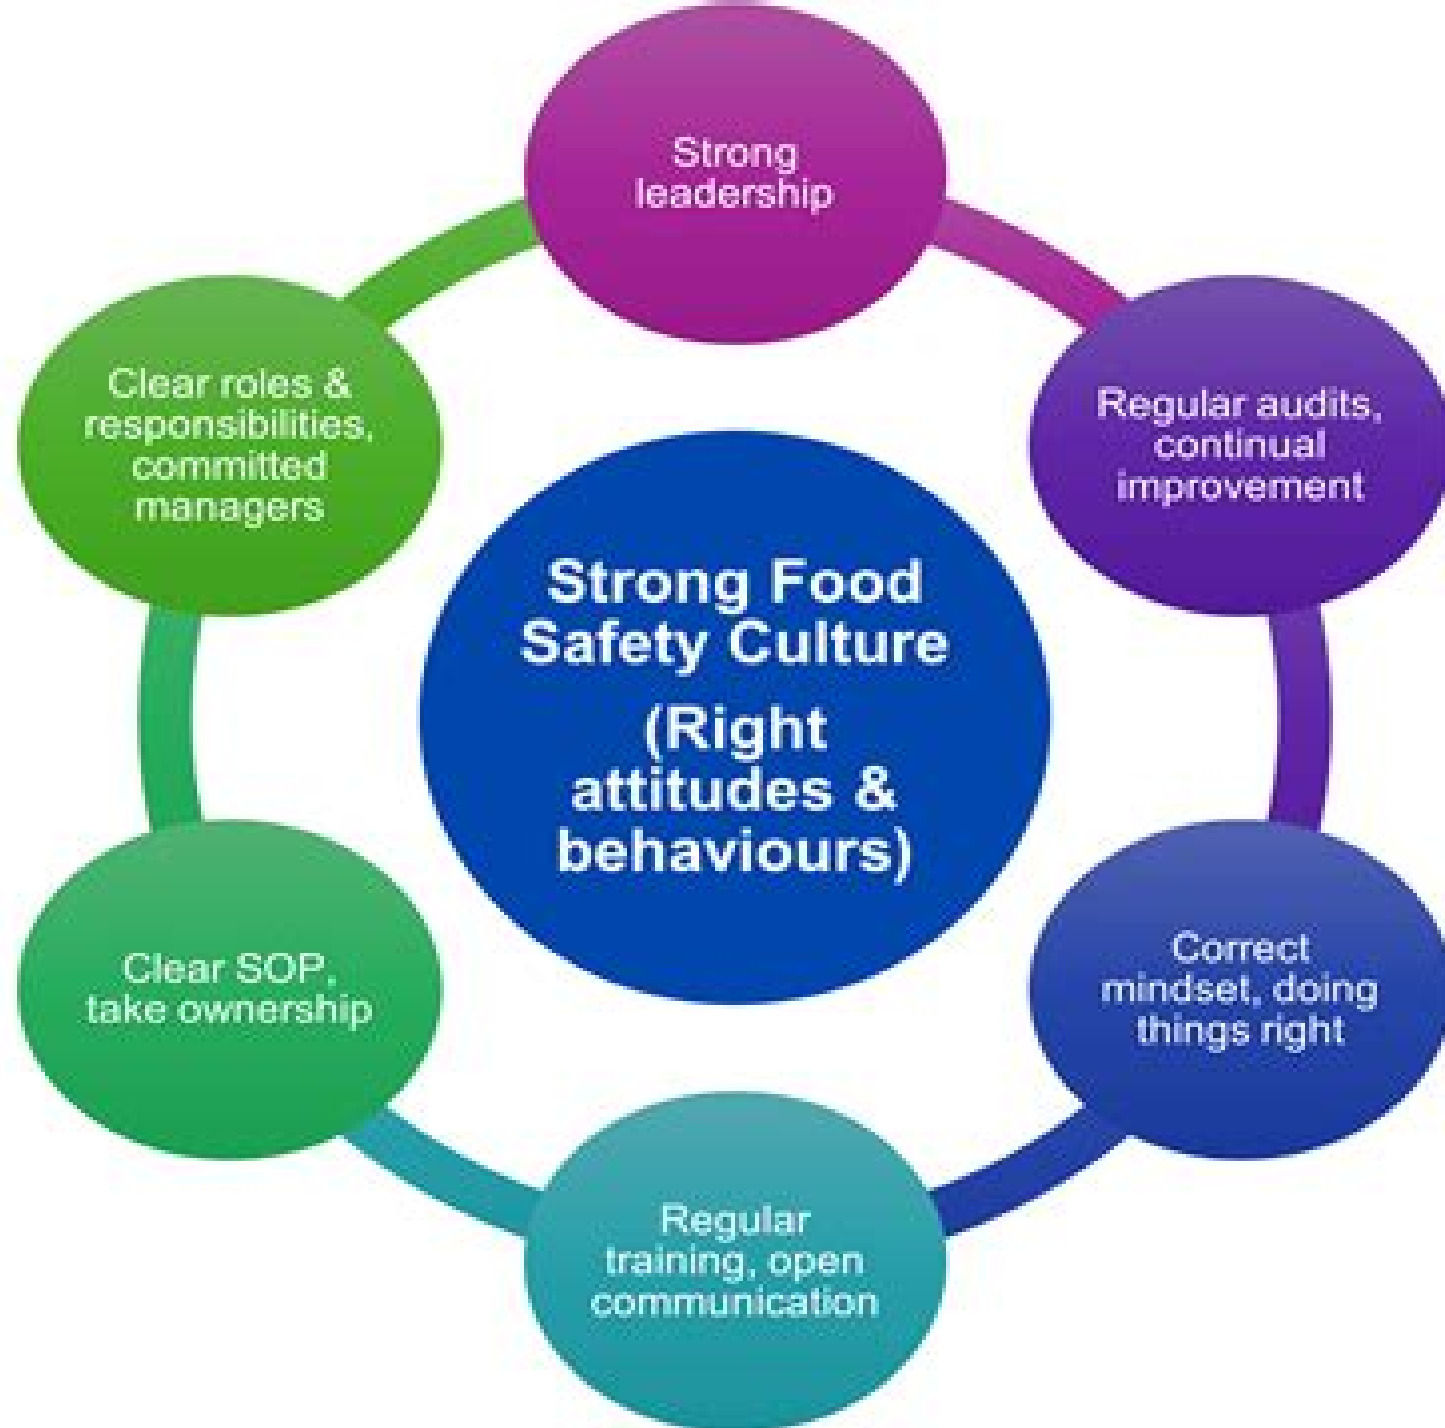 Strong
leadership
Clear roles &
responsibilities,
committed
managers
Regular audits,
continual
improvement
Strong Food
Safety Culture
(Right
attitudes &
behaviours)
Clear SOP,
take ownership
Correct
mindset, doing
things right
Regular
training, open
communication